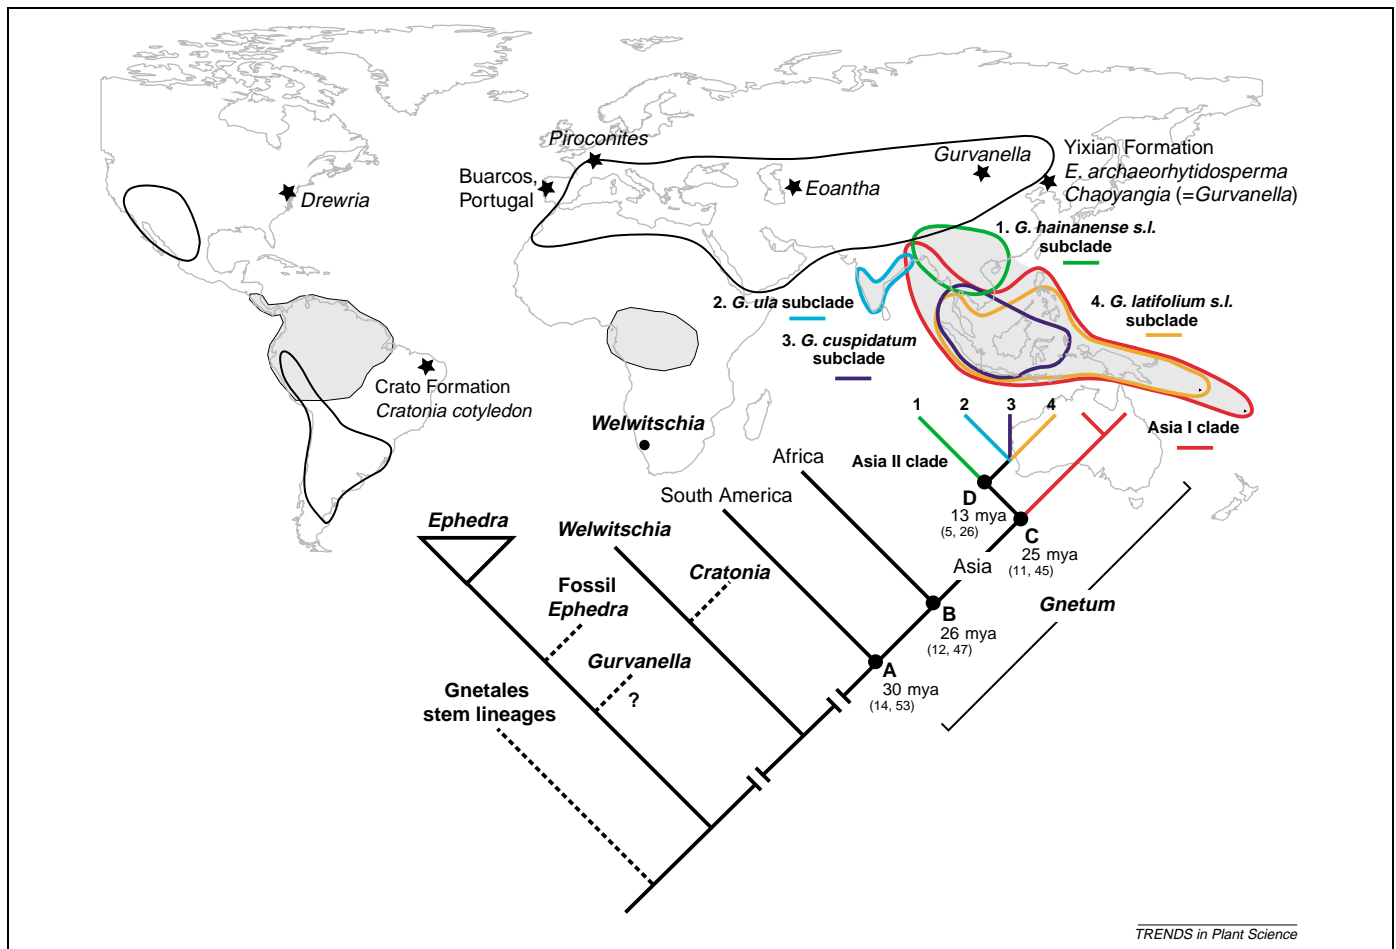 Piroconites
Buarcos,
Portugal
Drewria
Eoantha
Gurvanella
Yixian Formation
E. archaeorhytidosperma
Chaoyangia (=Gurvanella)
1. G. hainanense s.l.
subclade
2. G. ula subclade
3. G. cuspidatum
subclade
4. G. latifolium s.l.
subclade
Crato Formation
Cratonia cotyledon
Welwitschia
1
2
3
4
Asia I clade
Asia II clade
Africa
South America
D
13 mya
(5, 26)
C
25 mya
(11, 45)
Asia
Ephedra
Welwitschia
Cratonia
Fossil
Ephedra
Gurvanella
?
B
26 mya
(12, 47)
Gnetum
A
30 mya
(14, 53)
Gnetales
stem lineages
TRENDS in Plant Science